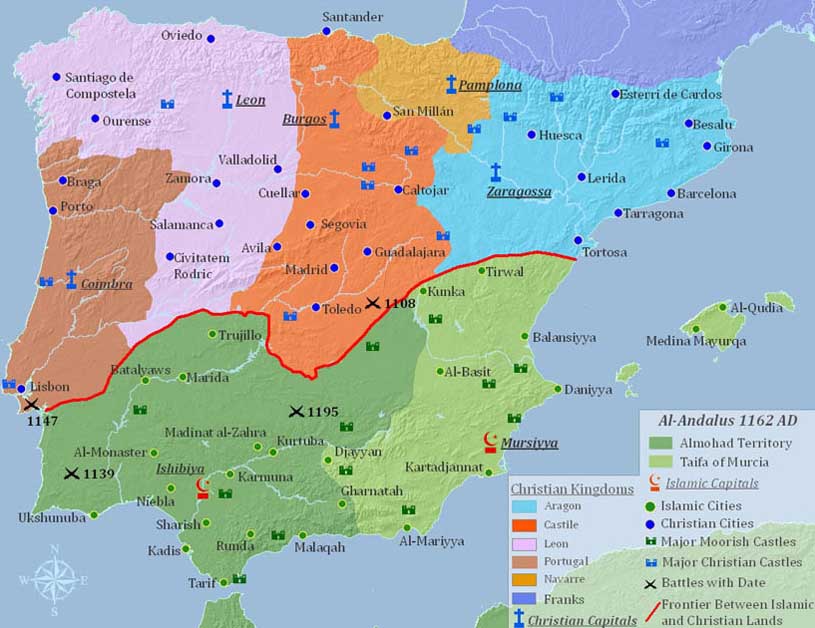 Santander
Oviedo
Santiago de
Compostela
Leon
Pamplona
Esterri de Cardos
Ourense
Burgos
San Millán
Besalu
Huesca
Girona
Valladolid
Braga
Zamora
Cuellar
Caltojar
Zaragossa
Lerida
Barcelona
Porto
Salamanca
Segovia
Tarragona
Avila
Guadalajara
Civitatem
Rodric
Madrid
Tortosa
Coimbra
Tirwal
Kunka
Toledo
1108
Al-Qudia
Trujillo
Balansiyya
Medina Mayurqa
Lisbon
Batalyaws
Marida
Al-Basit
Daniyya
1147
1195
Madinat al-Zahra
Kurtuba
Mursiyya
Al-Monaster
Djayyan
Ishibiya
1139
Karmuna
Kartadjannat
Niebla
Gharnatah
Ukshunuba
Sharish
Runda
Malaqah
Al-Mariyya
Kadis
Tarif
N
W
E
S
Christian Kingdoms
Aragon
Castile
Leon
Portugal
Navarre
Franks
Christian Capitals
Al-Andalus 1162 AD
Almohad Territory
Taifa of Murcia
Islamic Capitals
Islamic Cities
Christian Cities
Major Moorish Castles
Major Christian Castles
Battles with Date
Frontier Between Islamic
and Christian Lands